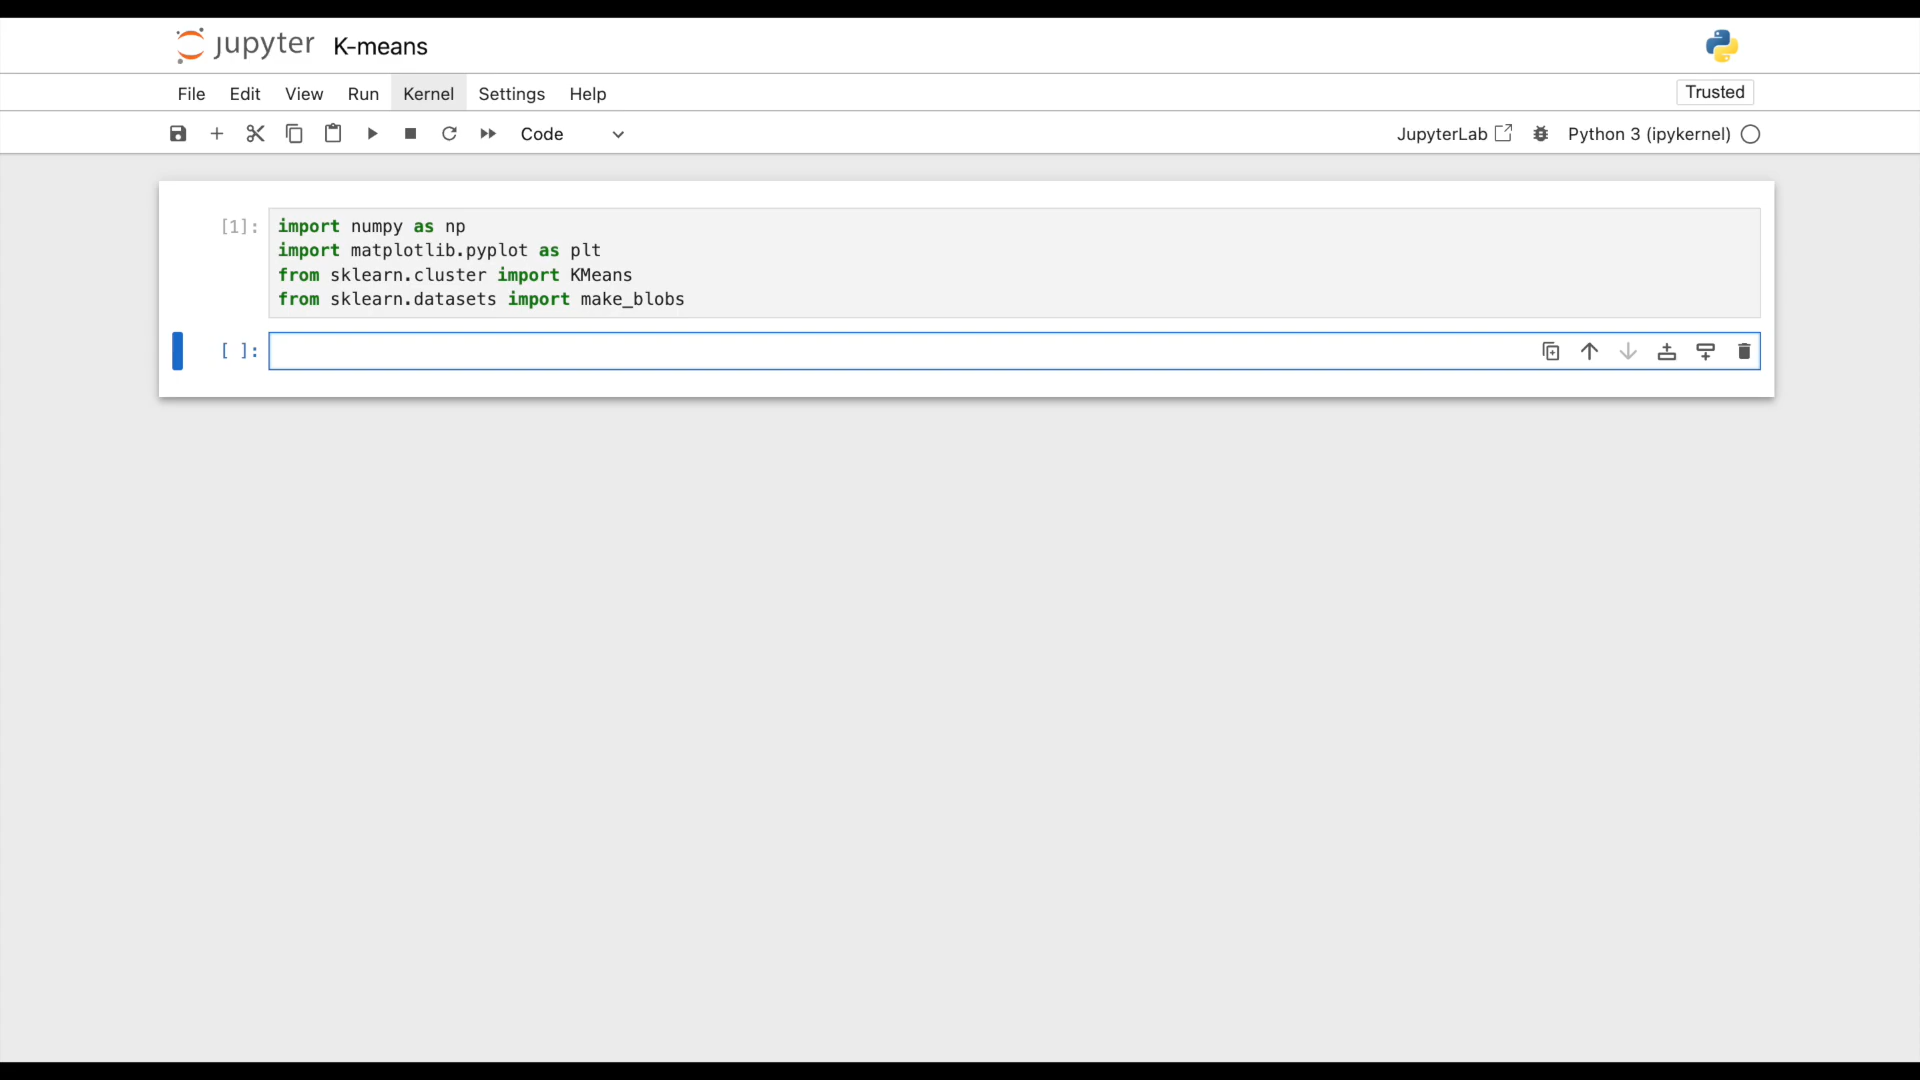 jupyter K-means
File Edit View Run Kernel Settings Help
Trusted
Code
JupyterLab Python 3 (ipykernel)
[1]: import numpy as np
import matplotlib.pyplot as plt
from sklearn.cluster import KMeans
from sklearn.datasets import make_blobs
[ ]: